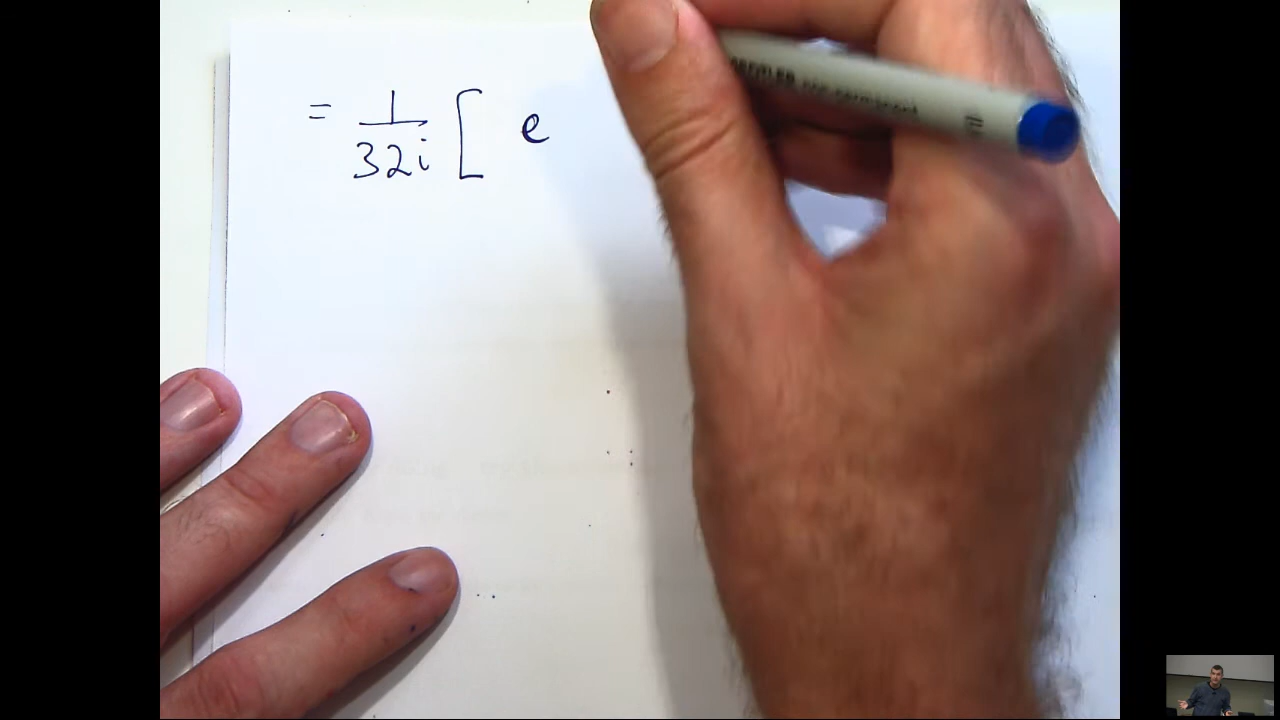 = 1/32i [ e